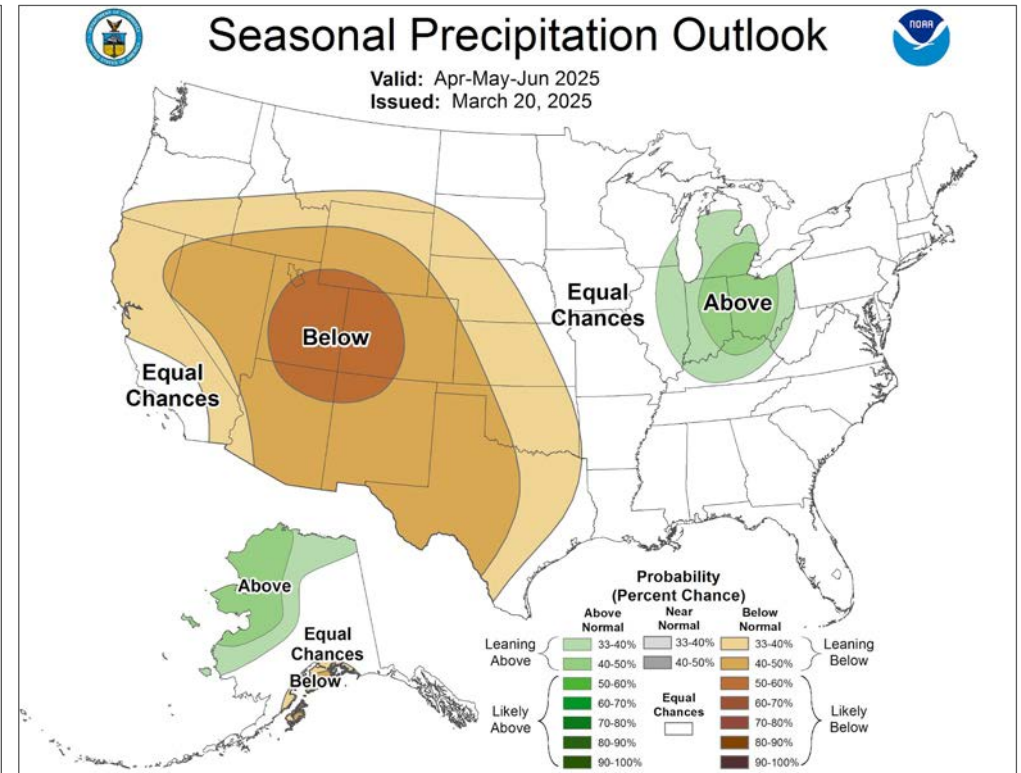 Seasonal Precipitation Outlook
NOAA
Valid: Apr-May-Jun 2025
Issued: March 20, 2025
Equal
Chances
Above
Below
Equal
Chances
Above
Equal
Chances
Below
Probability
(Percent Chance)
Above
Normal
Near
Normal
Below
Normal
Leaning
Above
33-40%
33-40%
33-40%
Leaning
Below
40-50%
40-50%
40-50%
Likely
Above
50-60%
60-70%
70-80%
80-90%
90-100%
Equal
Chances
50-60%
60-70%
70-80%
80-90%
90-100%
Likely
Below